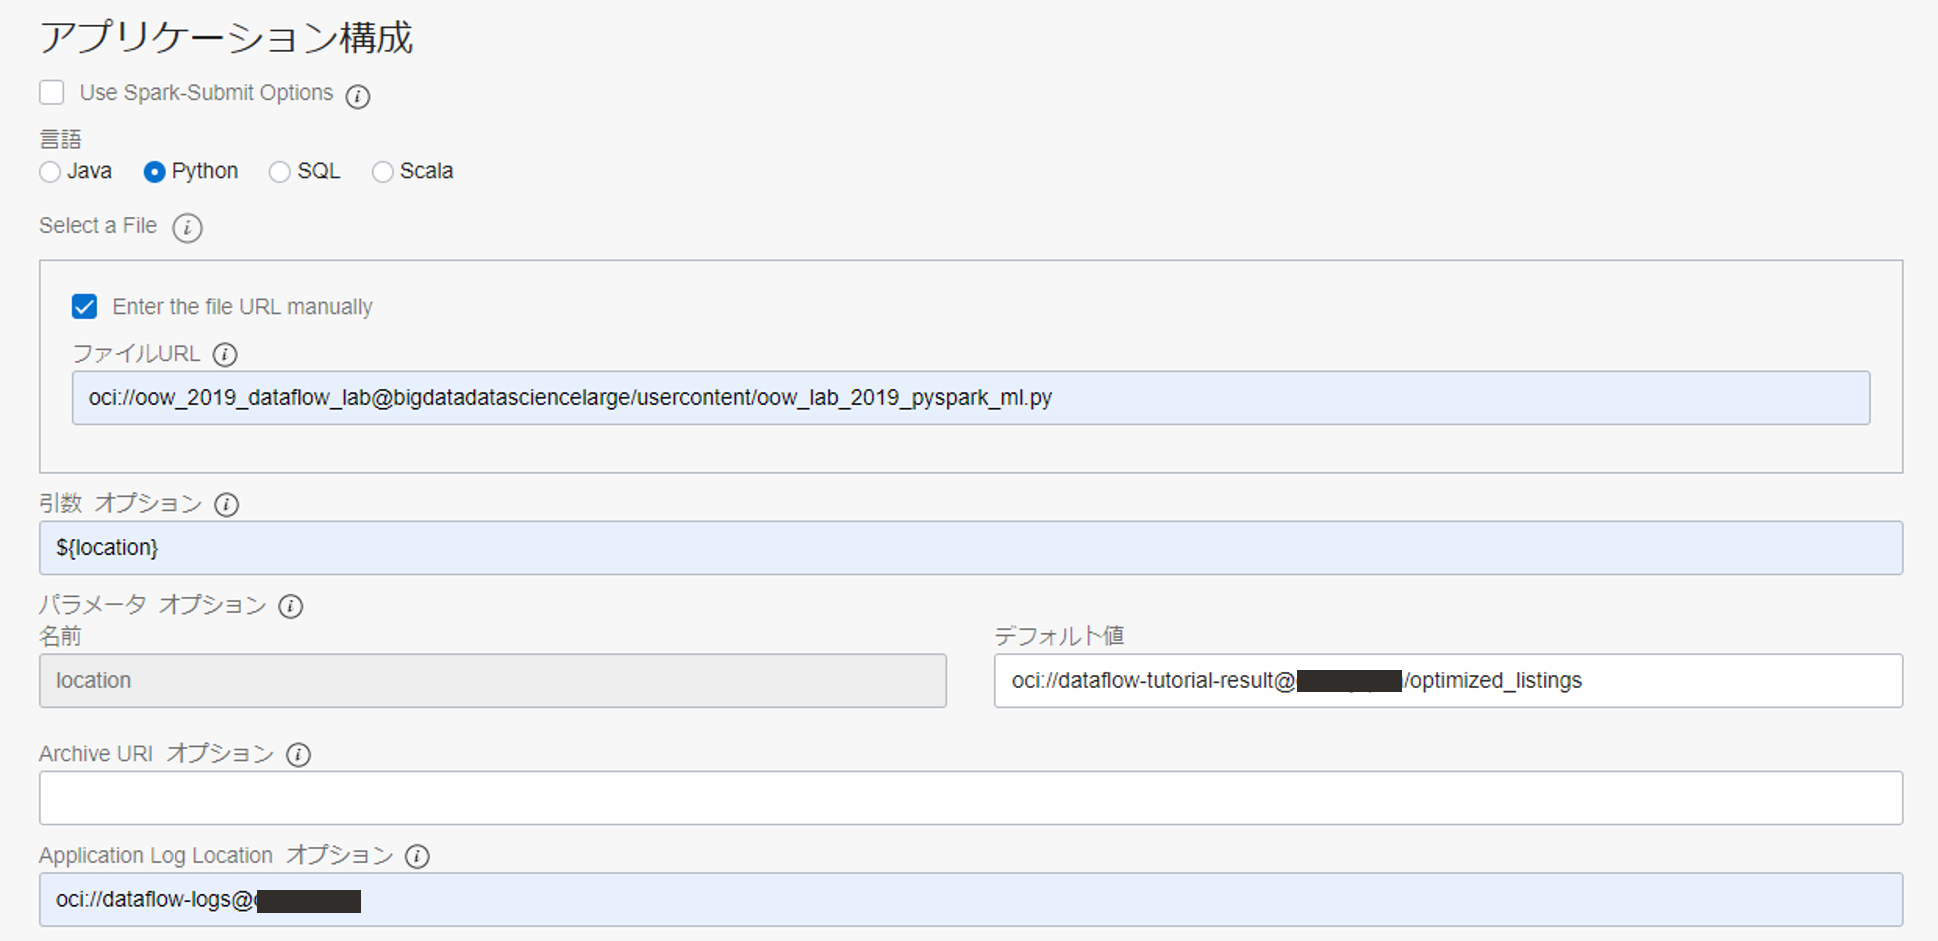 アプリケーション構成
Use Spark-Submit Options
言語
Java Python SQL Scala
Select a File
Enter the file URL manually
ファイルURL
oci://oow_2019_dataflow_lab@bigdatadatasciencelarge/usercontent/oow_lab_2019_pyspark_ml.py
引数 オプション
${location}
パラメータ オプション
名前 デフォルト値
location oci://dataflow-tutorial-result@ /optimized_listings
Archive URI オプション
Application Log Location オプション
oci://dataflow-logs@